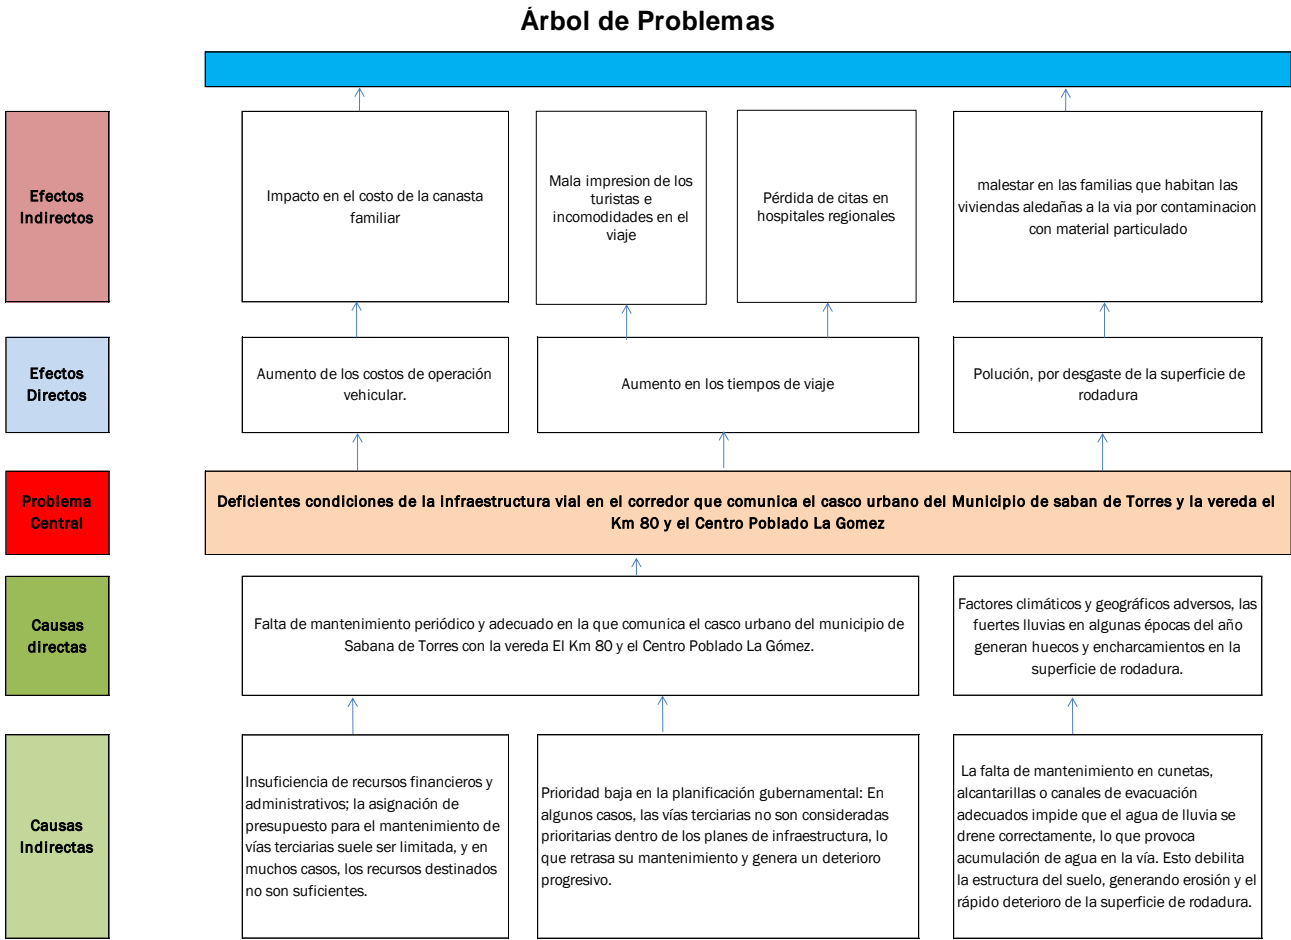 Árbol de Problemas
Efectos
Indirectos
Impacto en el costo de la canasta
familiar
Mala impresion de los
turistas e
incomodidades en el
viaje
Pérdida de citas en
hospitales regionales
malestar en las familias que habitan las
viviendas aledañas a la via por contaminacion
con material particulado
Efectos
Directos
Aumento de los costos de operación
vehicular.
Aumento en los tiempos de viaje
Polución, por desgaste de la superficie de
rodadura
Problema
Central
Deficientes condiciones de la infraestructura vial en el corredor que comunica el casco urbano del Municipio de saban de Torres y la vereda el
Km 80 y el Centro Poblado La Gomez
Causas
directas
Falta de mantenimiento periódico y adecuado en la que comunica el casco urbano del municipio de
Sabana de Torres con la vereda El Km 80 y el Centro Poblado La Gómez.
Factores climáticos y geográficos adversos, las
fuertes lluvias en algunas épocas del año
generan huecos y encharcamientos en la
superficie de rodadura.
Causas
Indirectas
Insuficiencia de recursos financieros y
administrativos; la asignación de
presupuesto para el mantenimiento de
vías terciarias suele ser limitada, y en
muchos casos, los recursos destinados
no son suficientes.
Prioridad baja en la planificación gubernamental: En
algunos casos, las vías terciarias no son consideradas
prioritarias dentro de los planes de infraestructura, lo
que retrasa su mantenimiento y genera un deterioro
progresivo.
La falta de mantenimiento en cunetas,
alcantarillas o canales de evacuación
adecuados impide que el agua de lluvia se
drene correctamente, lo que provoca
acumulación de agua en la vía. Esto debilita
la estructura del suelo, generando erosión y el
rápido deterioro de la superficie de rodadura.